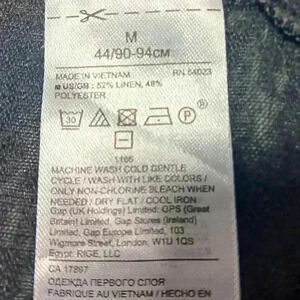 M
44/90-94см
MADE IN VIETNAM RN 54023
M US/GB : 52% LINEN, 48%
POLYESTER
30
1166
MACHINE WASH COLD GENTLE
CYCLE / WASH WITH LIKE COLORS /
ONLY NON-CHLORINE BLEACH WHEN
NEEDED / DRY FLAT / COOL IRON
Gap (UK Holdings) Limited: GPS (Great
Britain) Limited, Gap Stores (Ireland)
Limited, Gap Europe Limited, 103
Wigmore Street, London, W1U 1QS
Egypt: RIGE, LLC
CA 17897
ОДЕЖДА ПЕРВОГО СЛОЯ
FABRIQUE AU VIETNAM / HECHO EN